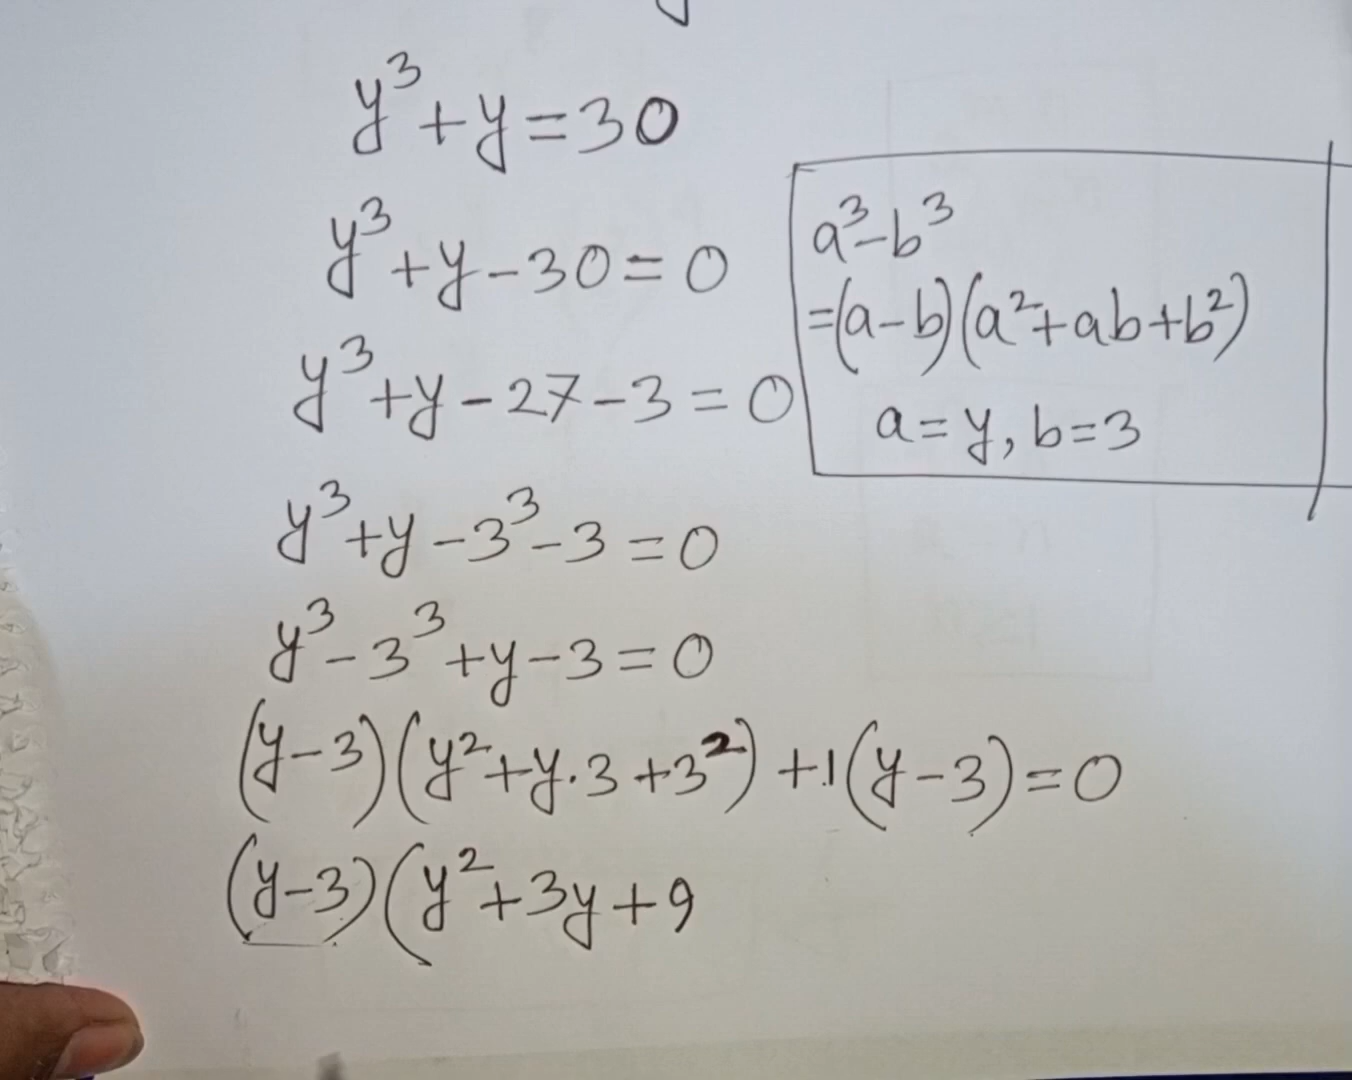 y³+y=30
y³+y-30=0
y³+y-27-3=0
y³+y-3³-3=0
y³-3³+y-3=0
(y-3)(y²+y.3+3²)+1(y-3)=0
(y-3)(y²+3y+9
a³-b³
=(a-b)(a²+ab+b²)
a=y, b=3